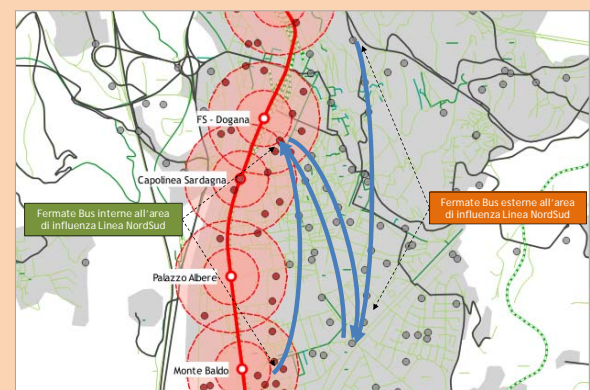 FS - Dogana
Capolinea Sardagna
Fermate Bus interne all'area
di influenza Linea NordSud
Fermate Bus esterne all'area
di influenza Linea NordSud
Palazzo Albere
Monte Baldo